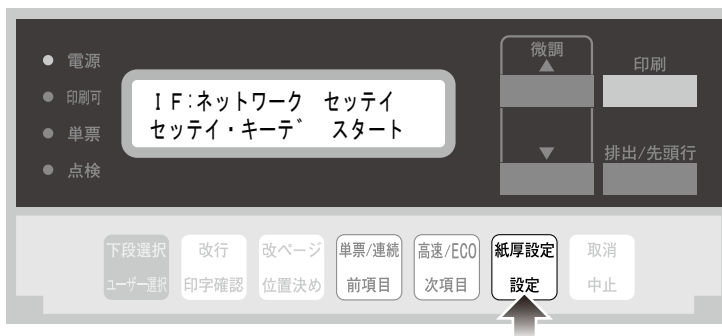 電源
印刷可
単票
点検
IF:ネットワーク セッテイ
セッテイ・キーデ゛ スタート
微調
▲
▼
印刷
排出/先頭行
下段選択
ユーザー選択
改行
印字確認
改ページ
位置決め
単票/連続
前項目
高速/ECO
次項目
紙厚設定
設定
取消
中止